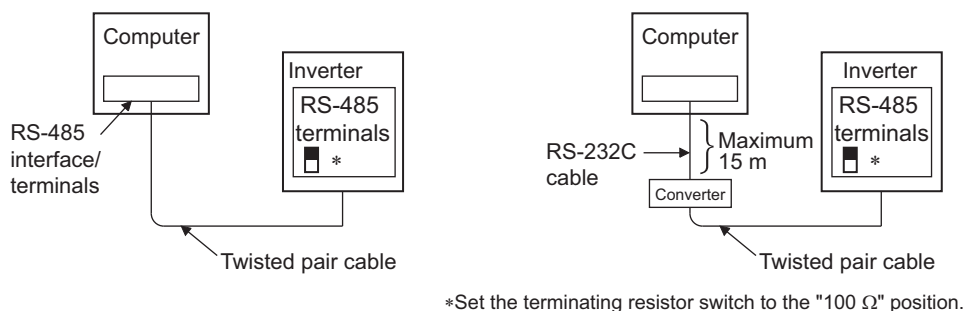 Computer
Inverter
RS-485
terminals
*
RS-485
interface/
terminals
Twisted pair cable
Computer
Inverter
RS-485
terminals
*
RS-232C
cable
Maximum
15 m
Converter
Twisted pair cable
*Set the terminating resistor switch to the "100 Ω" position.